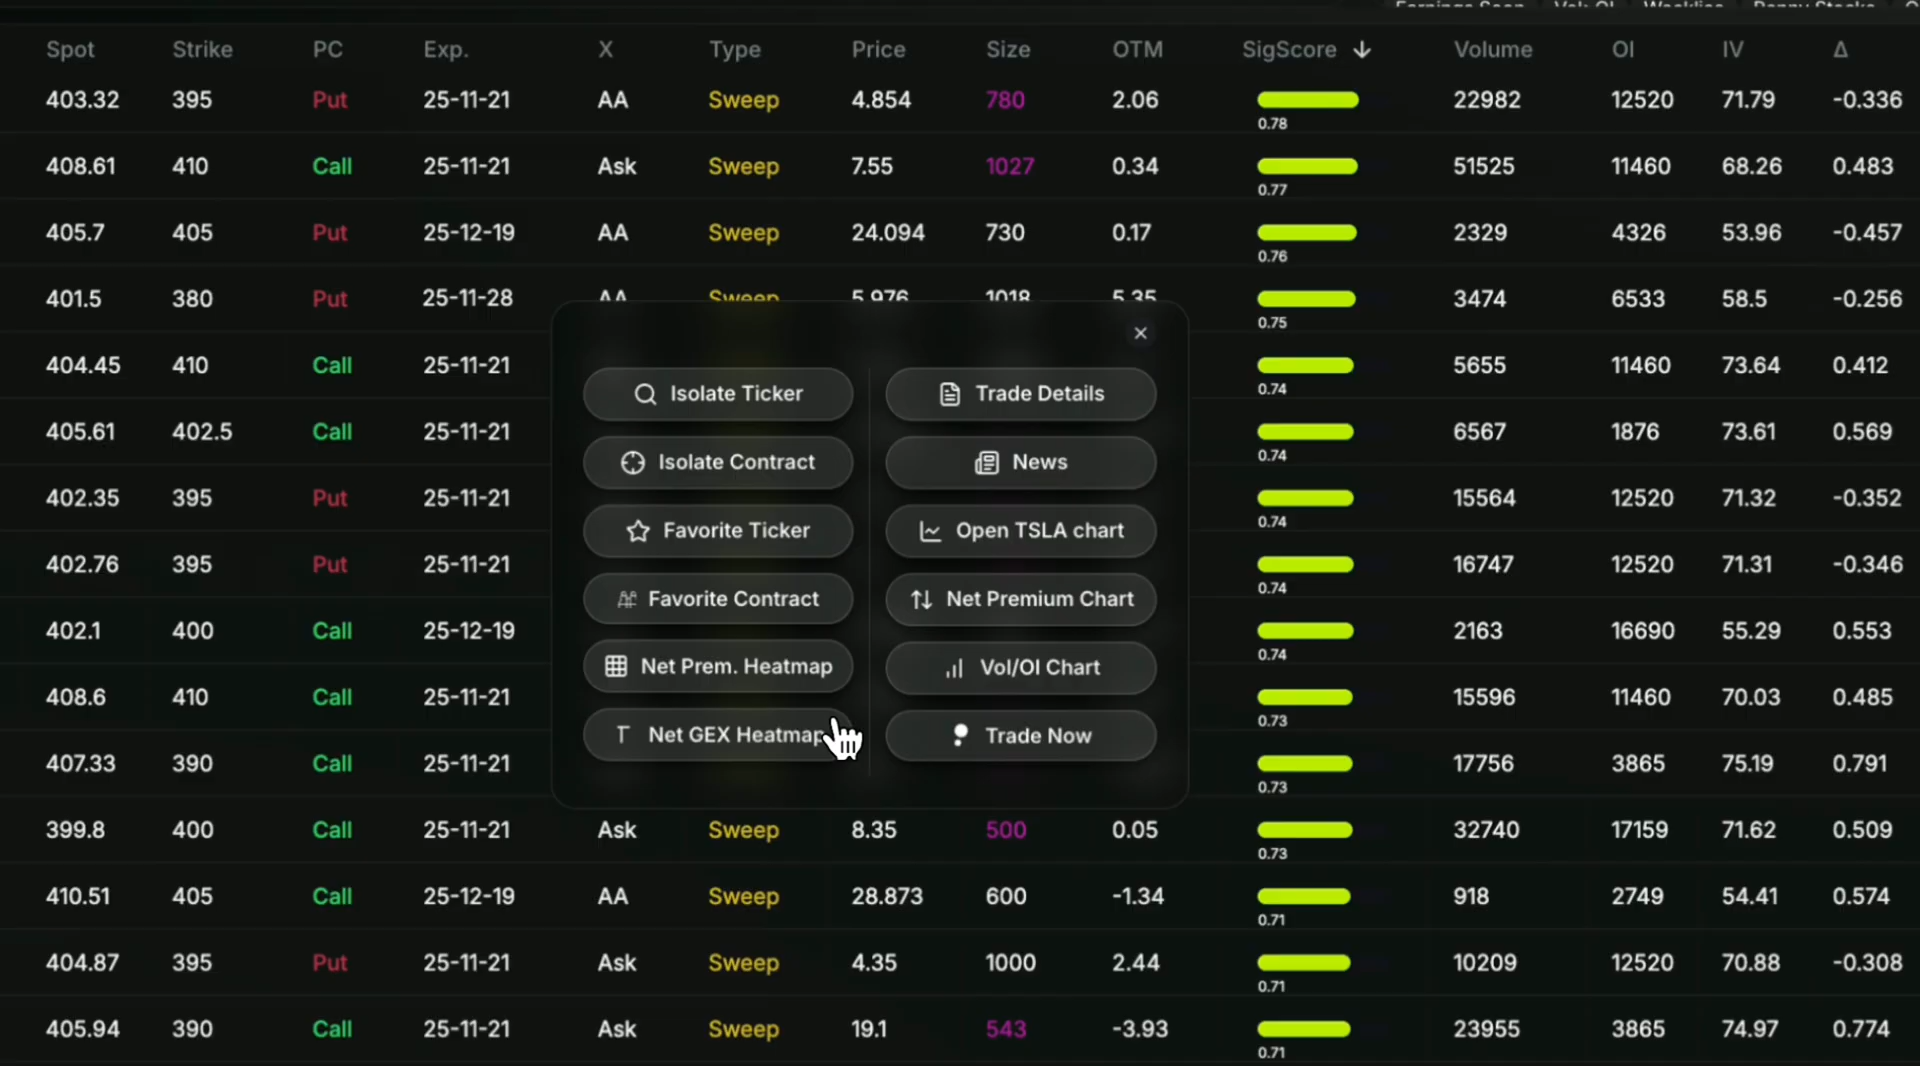 Earnings Soon Vol>OI Weeklies Penny Stocks
Spot Strike PC Exp. X Type Price Size OTM SigScore ↓ Volume OI IV Δ
403.32 395 Put 25-11-21 AA Sweep 4.854 780 2.06 0.78 22982 12520 71.79 -0.336
408.61 410 Call 25-11-21 Ask Sweep 7.55 1027 0.34 0.77 51525 11460 68.26 0.483
405.7 405 Put 25-12-19 AA Sweep 24.094 730 0.17 0.76 2329 4326 53.96 -0.457
401.5 380 Put 25-11-28 AA Sweep 5.976 1018 5.35 0.75 3474 6533 58.5 -0.256
404.45 410 Call 25-11-21 0.74 5655 11460 73.64 0.412
405.61 402.5 Call 25-11-21 0.74 6567 1876 73.61 0.569
402.35 395 Put 25-11-21 0.74 15564 12520 71.32 -0.352
402.76 395 Put 25-11-21 0.74 16747 12520 71.31 -0.346
402.1 400 Call 25-12-19 0.74 2163 16690 55.29 0.553
408.6 410 Call 25-11-21 0.73 15596 11460 70.03 0.485
407.33 390 Call 25-11-21 0.73 17756 3865 75.19 0.791
399.8 400 Call 25-11-21 Ask Sweep 8.35 500 0.05 0.73 32740 17159 71.62 0.509
410.51 405 Call 25-12-19 AA Sweep 28.873 600 -1.34 0.71 918 2749 54.41 0.574
404.87 395 Put 25-11-21 Ask Sweep 4.35 1000 2.44 0.71 10209 12520 70.88 -0.308
405.94 390 Call 25-11-21 Ask Sweep 19.1 543 -3.93 0.71 23955 3865 74.97 0.774
Isolate Ticker
Isolate Contract
Favorite Ticker
Favorite Contract
Net Prem. Heatmap
Net GEX Heatmap
Trade Details
News
Open TSLA chart
Net Premium Chart
Vol/OI Chart
Trade Now